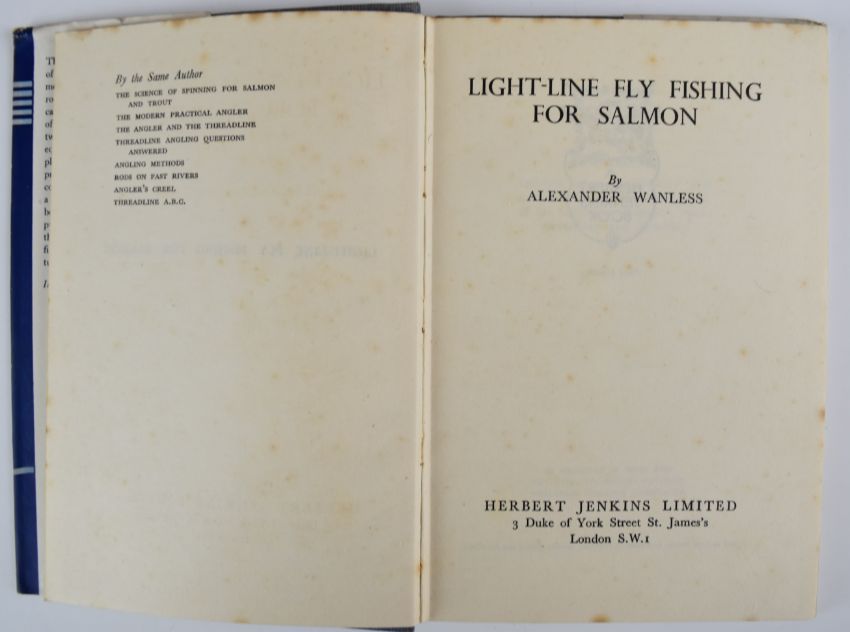 By the Same Author
THE SCIENCE OF SPINNING FOR SALMON
AND TROUT
THE MODERN PRACTICAL ANGLER
THE ANGLER AND THE THREADLINE
THREADLINE ANGLING QUESTIONS
ANSWERED
ANGLING METHODS
RODS ON FAST RIVERS
ANGLER'S CREEL
THREADLINE A.B.C.
LIGHT-LINE FLY FISHING
FOR SALMON
By
ALEXANDER WANLESS
HERBERT JENKINS LIMITED
3 Duke of York Street St. James's
London S.W.1